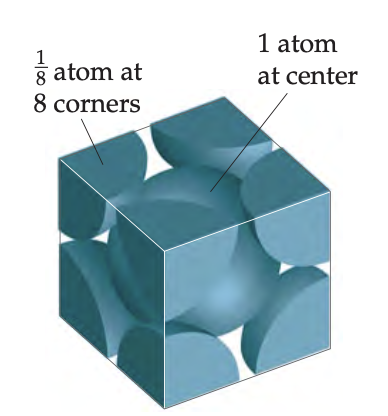 1/8 atom at
8 corners
1 atom
at center